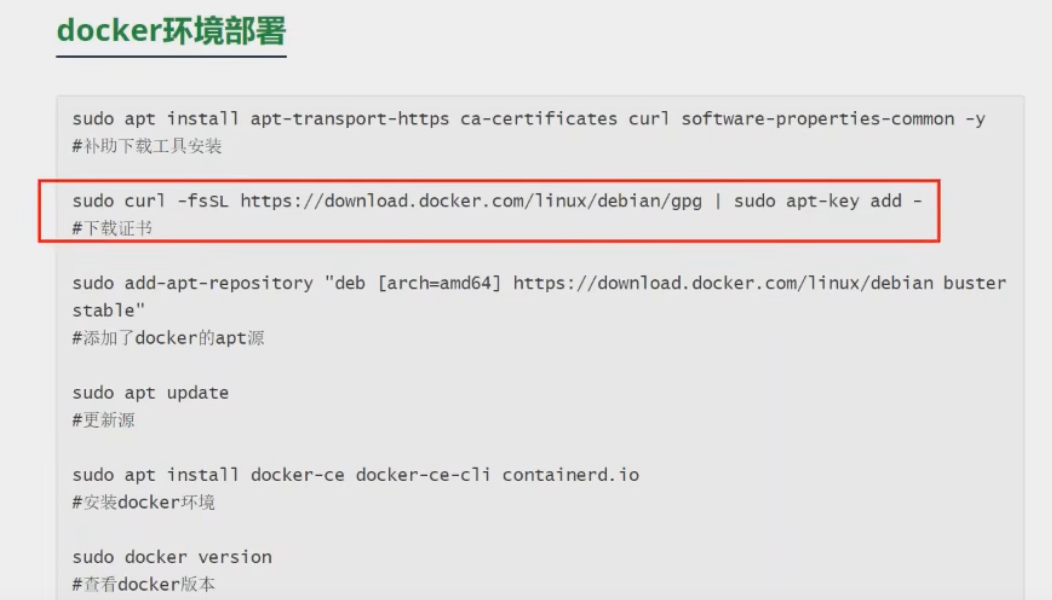 docker环境部署
sudo apt install apt-transport-https ca-certificates curl software-properties-common -y
#补助下载工具安装
sudo curl -fsSL https://download.docker.com/linux/debian/gpg | sudo apt-key add -
#下载证书
sudo add-apt-repository "deb [arch=amd64] https://download.docker.com/linux/debian buster
stable"
#添加了docker的apt源
sudo apt update
#更新源
sudo apt install docker-ce docker-ce-cli containerd.io
#安装docker环境
sudo docker version
#查看docker版本